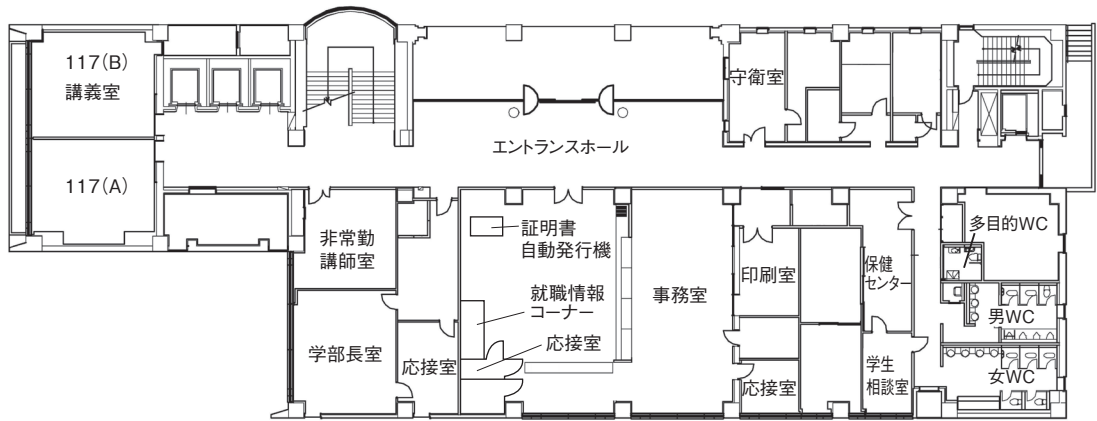 117(B)
講義室
117(A)
守衛室
エントランスホール
非常勤
講師室
証明書
自動発行機
就職情報
コーナー
応接室
学部長室
応接室
事務室
印刷室
応接室
保健
センター
学生
相談室
多目的WC
男WC
女WC